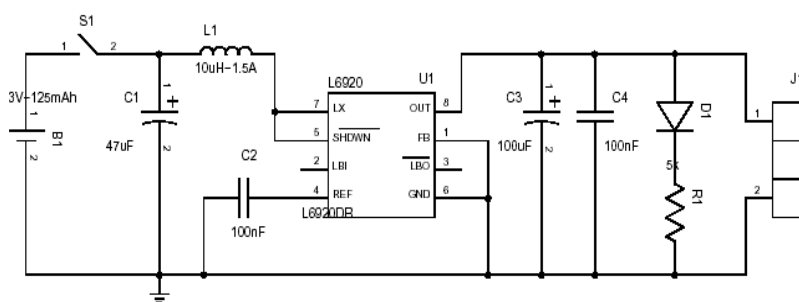 S1
1 2
L1
10uH-1.5A
3V-125mAh
1
B1
2
C1
1
+
47uF
2
L6920
U1
7 LX
OUT 8
5 SHDWN
FB 1
2 LBI
LBO 3
4 REF
GND 6
L6920DB
C2
100nF
C3
1
+
100uF
2
C4
100nF
D1
5k
R1
J1
1
2